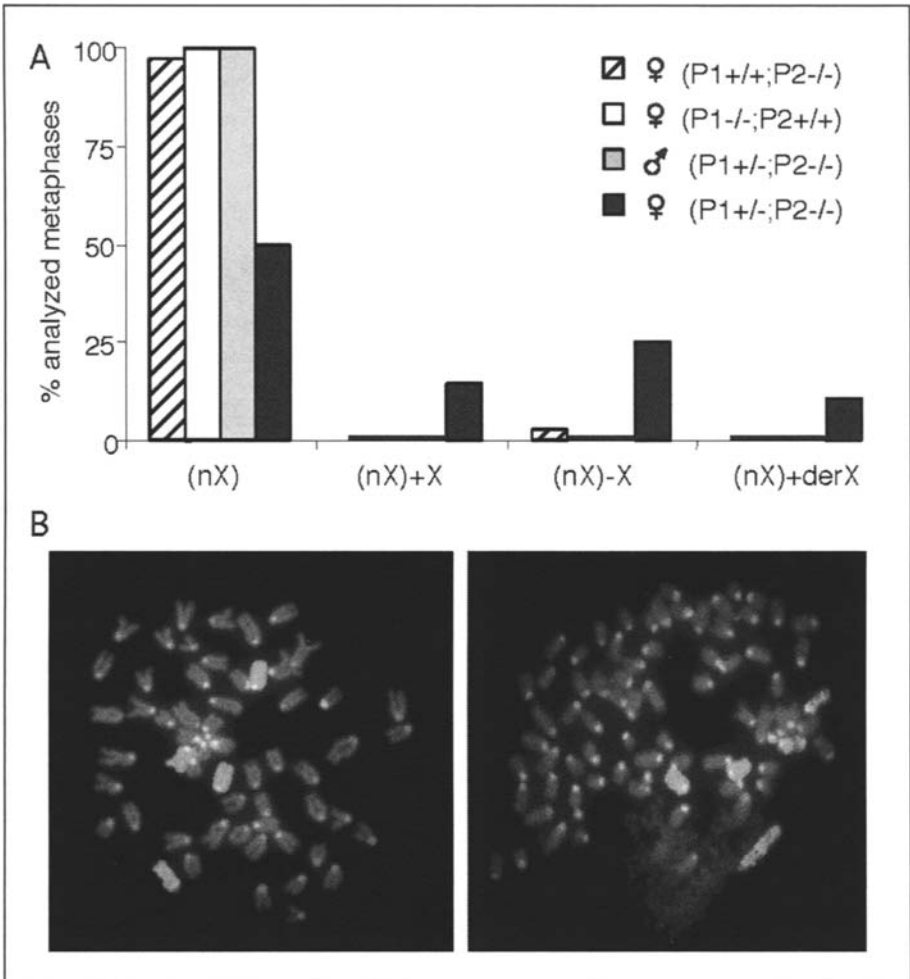 A
100
75
50
25
0
% analyzed metaphases
♀ (P1+/+;P2-/-)
♀ (P1-/-;P2+/+)
♂ (P1+/-;P2-/-)
♀ (P1+/-;P2-/-)
(nX) (nX)+X (nX)-X (nX)+derX
B